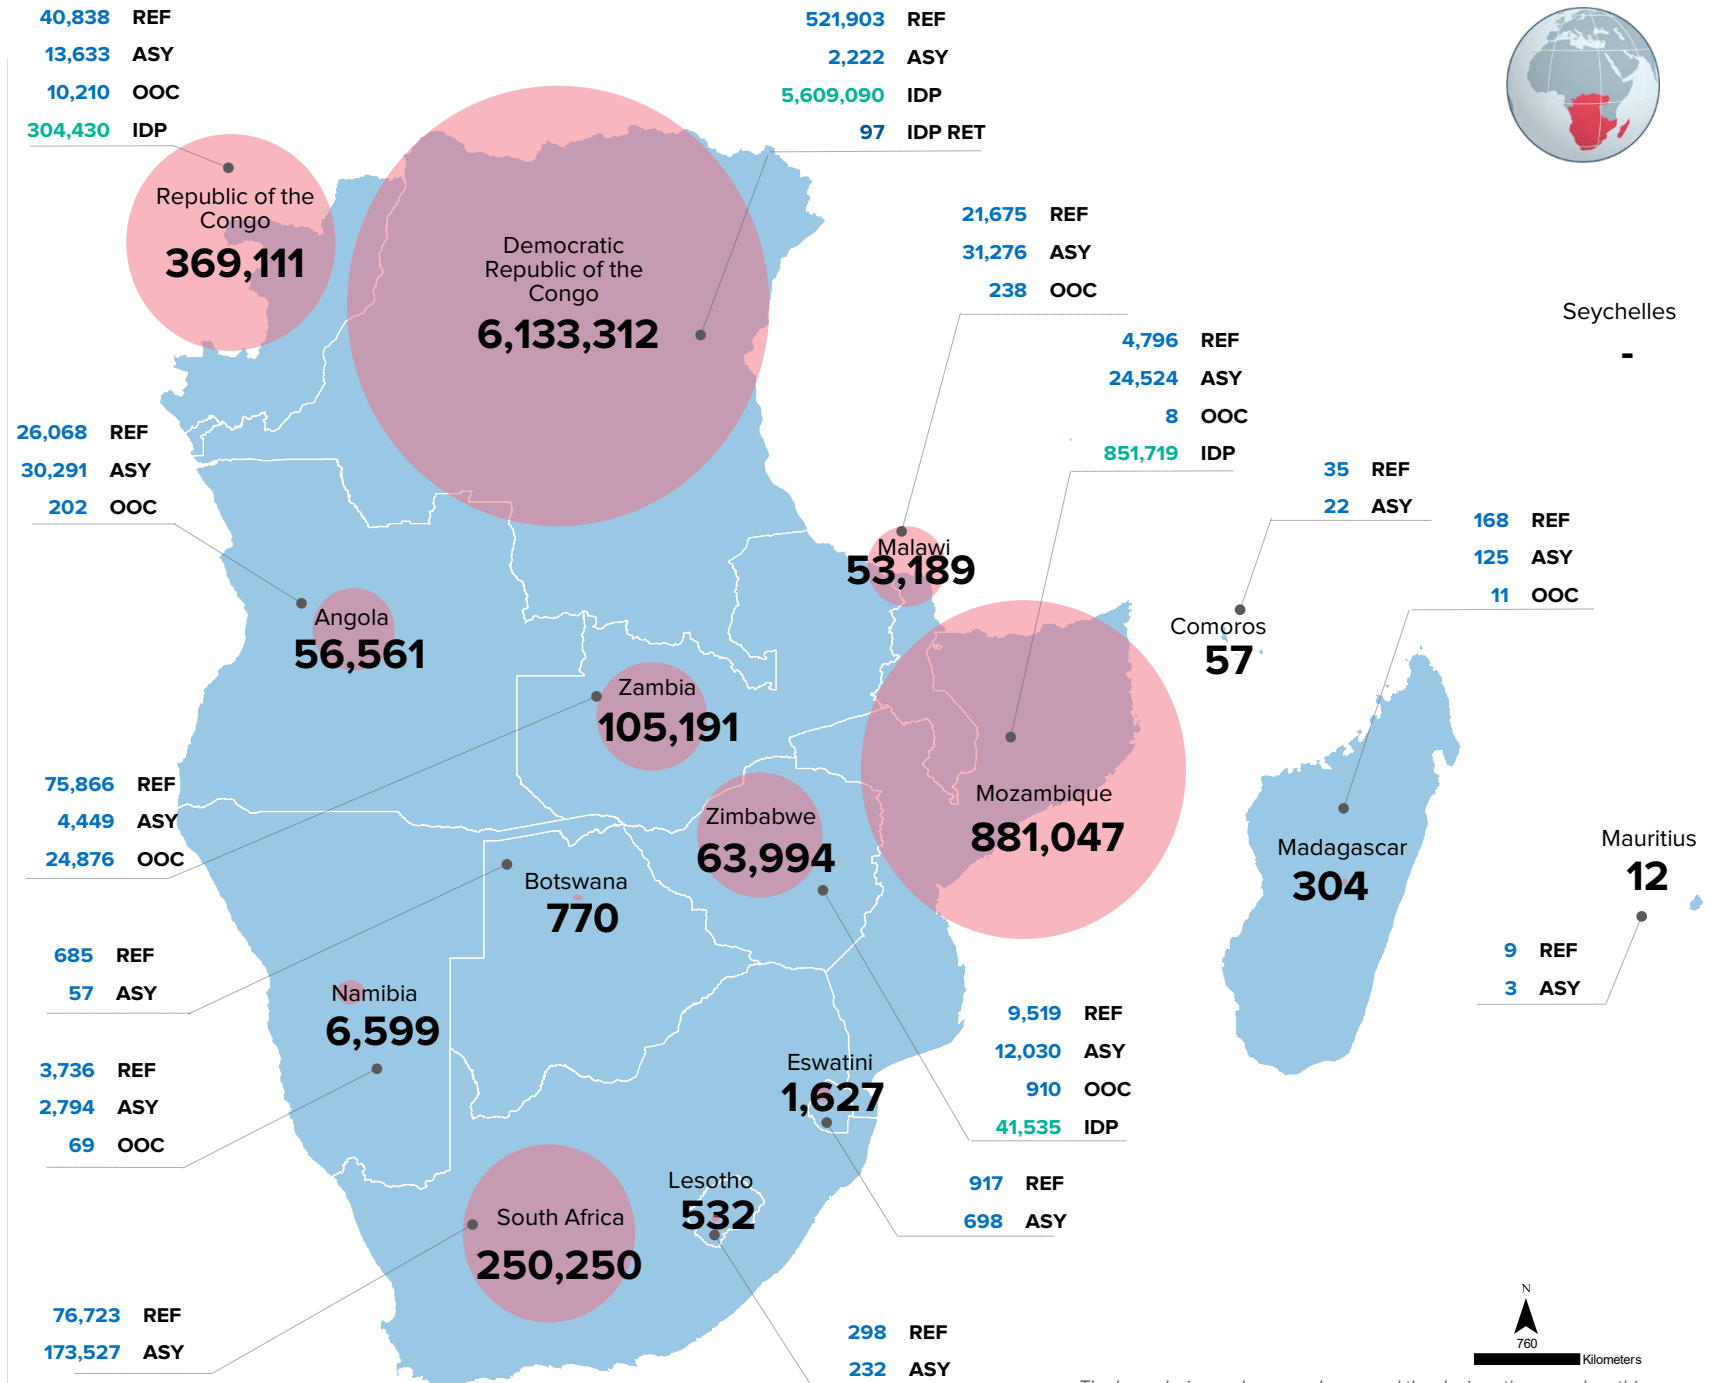 40,838 REF
13,633 ASY
10,210 OOC
304,430 IDP
Republic of the
Congo
369,111
521,903 REF
2,222 ASY
5,609,090 IDP
97 IDP RET
Democratic
Republic of the
Congo
6,133,312
21,675 REF
31,276 ASY
238 OOC
Malawi
53,189
4,796 REF
24,524 ASY
8 OOC
851,719 IDP
Mozambique
881,047
Seychelles
-
35 REF
22 ASY
Comoros
57
168 REF
125 ASY
11 OOC
Madagascar
304
Mauritius
12
9 REF
3 ASY
26,068 REF
30,291 ASY
202 OOC
Angola
56,561
75,866 REF
4,449 ASY
24,876 OOC
Zambia
105,191
Zimbabwe
63,994
9,519 REF
12,030 ASY
910 OOC
41,535 IDP
685 REF
57 ASY
Botswana
770
3,736 REF
2,794 ASY
69 OOC
Namibia
6,599
Eswatini
1,627
917 REF
698 ASY
76,723 REF
173,527 ASY
South Africa
250,250
Lesotho
532
298 REF
232 ASY
N
760
Kilometers